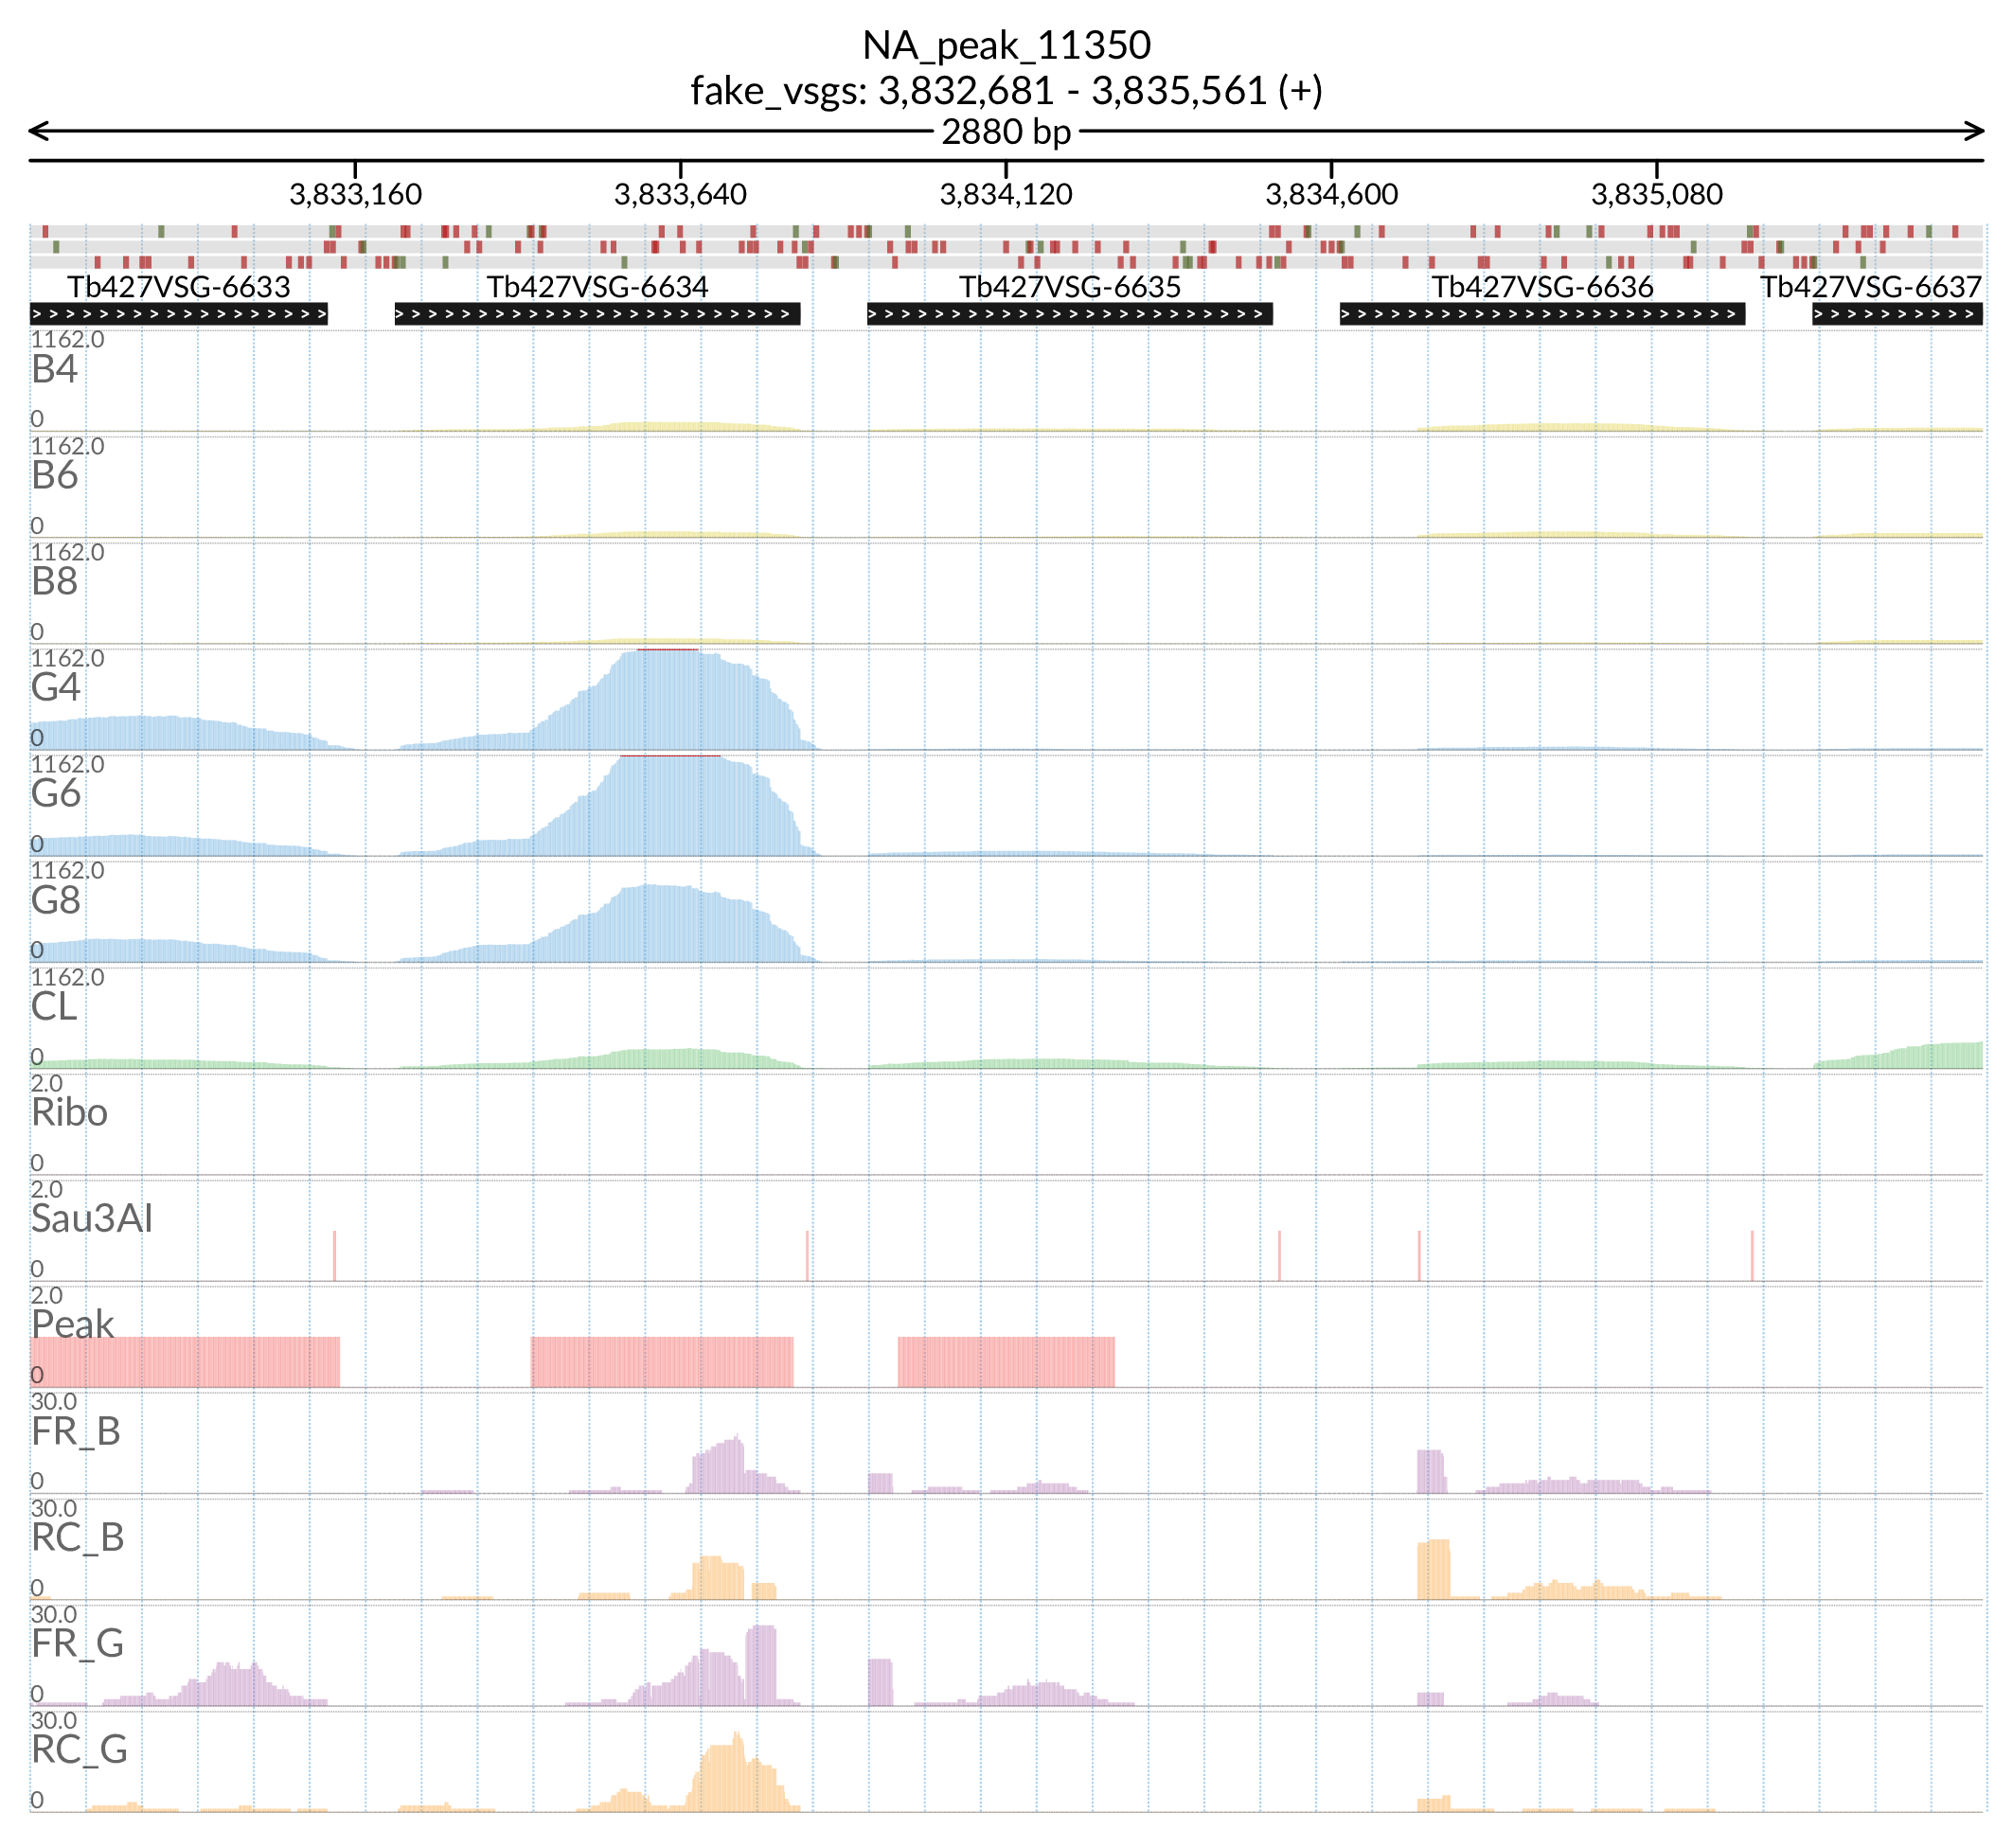 NA_peak_11350
fake_vsgs: 3,832,681 - 3,835,561 (+)
2880 bp
3,833,160 3,833,640 3,834,120 3,834,600 3,835,080
Tb427VSG-6633 Tb427VSG-6634 Tb427VSG-6635 Tb427VSG-6636 Tb427VSG-6637
1162.0
B4
0
1162.0
B6
0
1162.0
B8
0
1162.0
G4
0
1162.0
G6
0
1162.0
G8
0
1162.0
CL
0
2.0
Ribo
0
2.0
Sau3AI
0
2.0
Peak
0
30.0
FR_B
0
30.0
RC_B
0
30.0
FR_G
0
30.0
RC_G
0